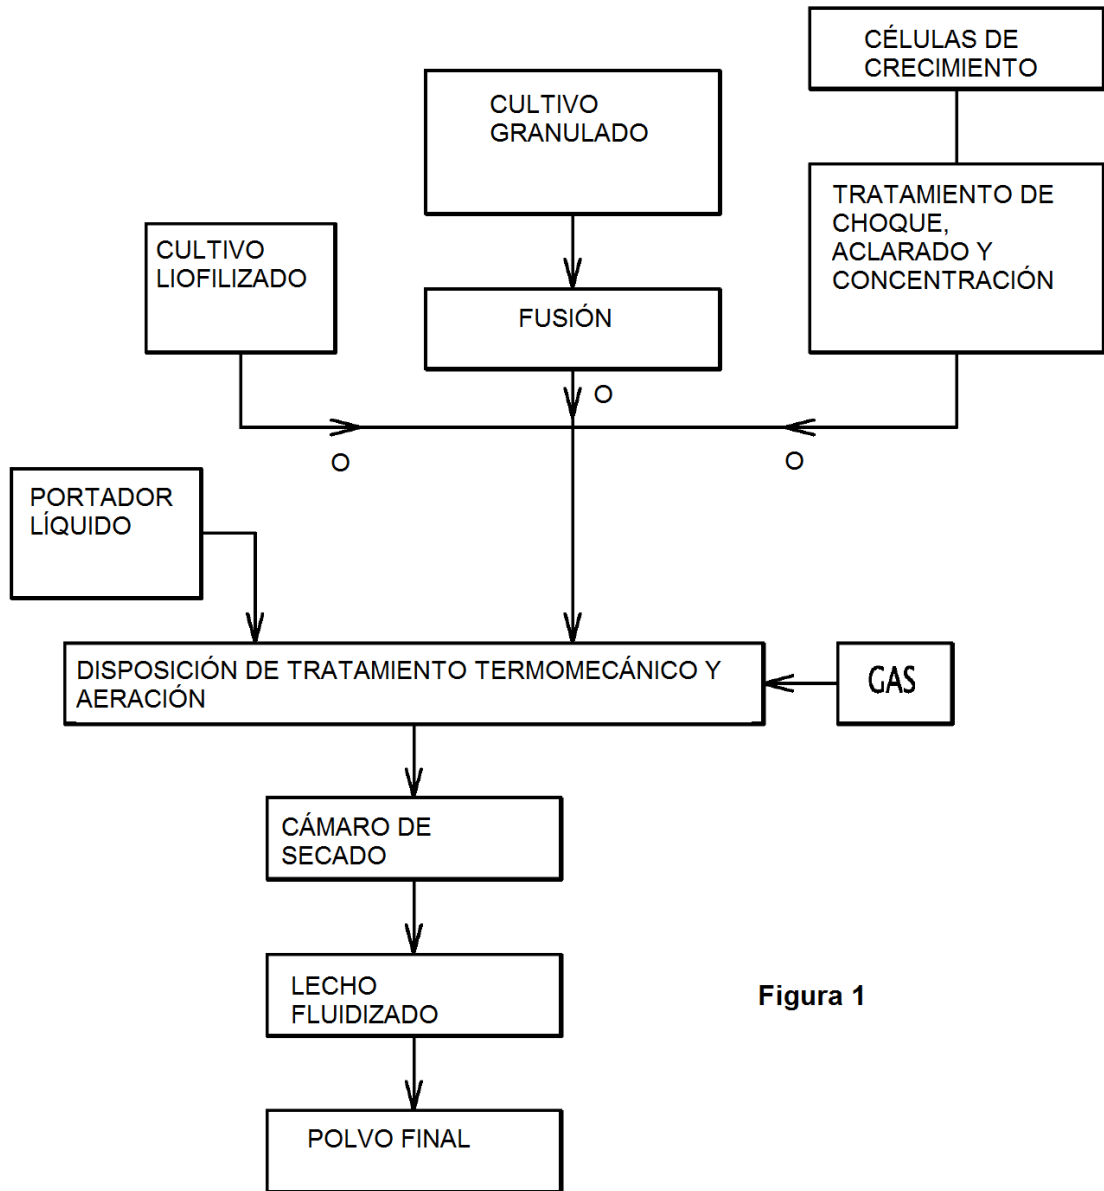 CÉLULAS DE
CRECIMIENTO
CULTIVO
GRANULADO
TRATAMIENTO DE
CHOQUE,
ACLARADO Y
CONCENTRACIÓN
CULTIVO
LIOFILIZADO
FUSIÓN
O
O
O
PORTADOR
LÍQUIDO
DISPOSICIÓN DE TRATAMIENTO TERMOMECÁNICO Y
AERACIÓN
GAS
CÁMARO DE
SECADO
LECHO
FLUIDIZADO
Figura 1
POLVO FINAL